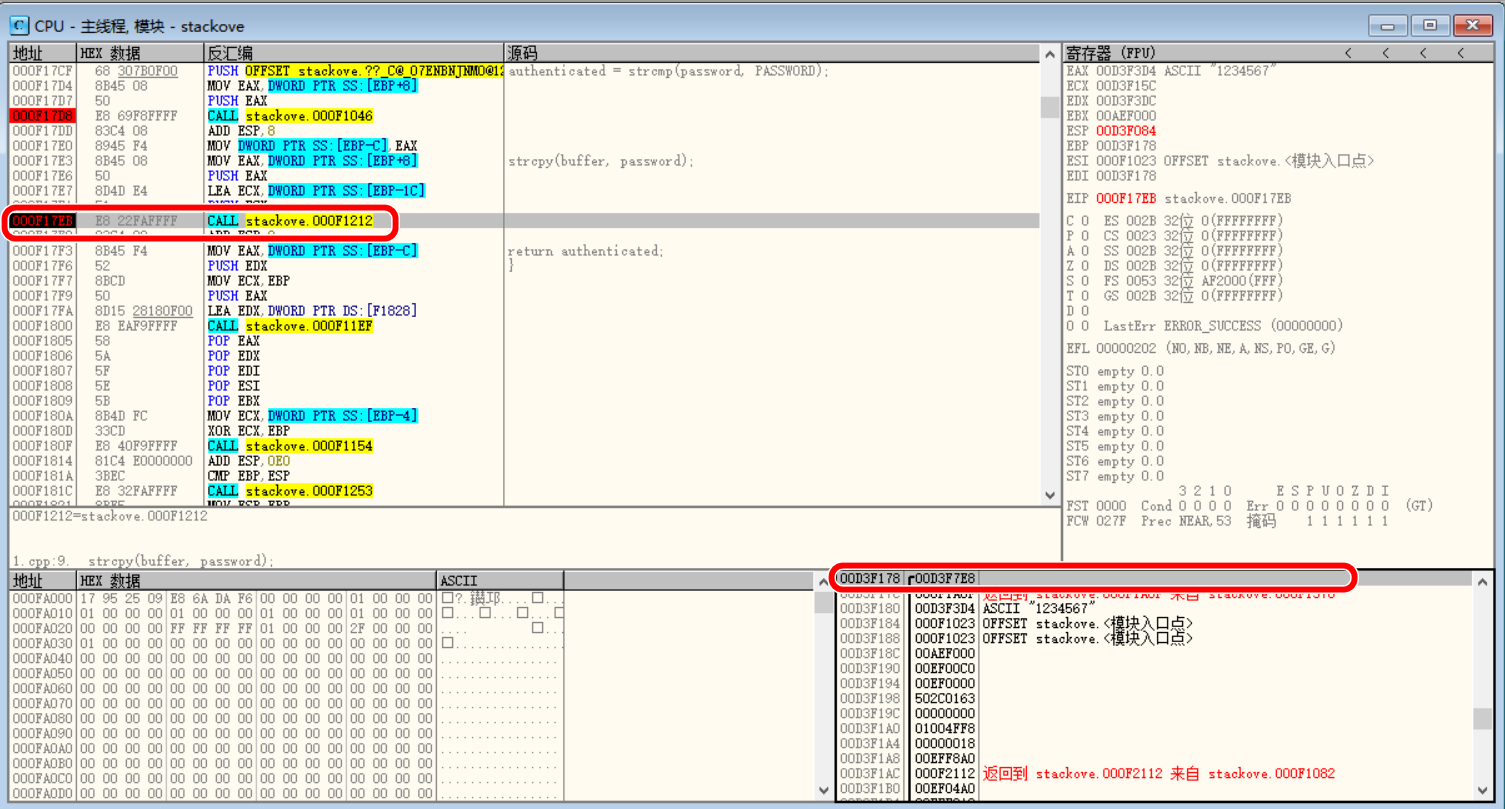 CPU - 主线程, 模块 - stackove
地址 HEX 数据 反汇编 源码
000F17CF 68 307B0F00 PUSH OFFSET stackove.??_C@_07ENBNJNMO@12 authenticated = strcmp(password, PASSWORD);
000F17D4 8B45 08 MOV EAX,DWORD PTR SS:[EBP+8]
000F17D7 50 PUSH EAX
000F17D8 E8 69F8FFFF CALL stackove.000F1046
000F17DD 83C4 08 ADD ESP,8
000F17E0 8945 F4 MOV DWORD PTR SS:[EBP-C],EAX
000F17E3 8B45 08 MOV EAX,DWORD PTR SS:[EBP+8] strcpy(buffer, password);
000F17E6 50 PUSH EAX
000F17E7 8D4D E4 LEA ECX,DWORD PTR SS:[EBP-1C]
000F17EB E8 22FAFFFF CALL stackove.000F1212
000F17F3 8B45 F4 MOV EAX,DWORD PTR SS:[EBP-C] return authenticated;
000F17F6 52 PUSH EDX }
000F17F7 8BCD MOV ECX,EBP
000F17F9 50 PUSH EAX
000F17FA 8D15 28180F00 LEA EDX,DWORD PTR DS:[F1828]
000F1800 E8 EAF9FFFF CALL stackove.000F11EF
000F1805 58 POP EAX
000F1806 5A POP EDX
000F1807 5F POP EDI
000F1808 5E POP ESI
000F1809 5B POP EBX
000F180A 8B4D FC MOV ECX,DWORD PTR SS:[EBP-4]
000F180D 33CD XOR ECX,EBP
000F180F E8 40F9FFFF CALL stackove.000F1154
000F1814 81C4 E0000000 ADD ESP,0E0
000F181A 3BEC CMP EBP,ESP
000F181C E8 32FAFFFF CALL stackove.000F1253
000F1212=stackove.000F1212
1.cpp:9. strcpy(buffer, password);
寄存器 (FPU) < < < <
EAX 00D3F3D4 ASCII "1234567"
ECX 00D3F15C
EDX 00D3F3DC
EBX 00AEF000
ESP 00D3F084
EBP 00D3F178
ESI 000F1023 OFFSET stackove.<模块入口点>
EDI 00D3F178
EIP 000F17EB stackove.000F17EB
C 0 ES 002B 32位 0(FFFFFFFF)
P 0 CS 0023 32位 0(FFFFFFFF)
A 0 SS 002B 32位 0(FFFFFFFF)
Z 0 DS 002B 32位 0(FFFFFFFF)
S 0 FS 0053 32位 AF2000(FFF)
T 0 GS 002B 32位 0(FFFFFFFF)
D 0
O 0 LastErr ERROR_SUCCESS (00000000)
EFL 00000202 (NO,NB,NE,A,NS,PO,GE,G)
ST0 empty 0.0
ST1 empty 0.0
ST2 empty 0.0
ST3 empty 0.0
ST4 empty 0.0
ST5 empty 0.0
ST6 empty 0.0
ST7 empty 0.0
3 2 1 0 E S P U O Z D I
FST 0000 Cond 0 0 0 0 Err 0 0 0 0 0 0 0 0 (GT)
FCW 027F Prec NEAR,53 掩码 1 1 1 1 1 1
地址 HEX 数据 ASCII
000FA000 17 95 25 09 E8 6A DA F6 00 00 00 00 01 00 00 00
000FA010 01 00 00 00 01 00 00 00 01 00 00 00 01 00 00 00
000FA020 00 00 00 00 FF FF FF FF 01 00 00 00 2F 00 00 00
000FA030 01 00 00 00 00 00 00 00 00 00 00 00 00 00 00 00
000FA040 00 00 00 00 00 00 00 00 00 00 00 00 00 00 00 00 ................
000FA050 00 00 00 00 00 00 00 00 00 00 00 00 00 00 00 00 ................
000FA060 00 00 00 00 00 00 00 00 00 00 00 00 00 00 00 00 ................
000FA070 00 00 00 00 00 00 00 00 00 00 00 00 00 00 00 00 ................
000FA080 00 00 00 00 00 00 00 00 00 00 00 00 00 00 00 00 ................
000FA090 00 00 00 00 00 00 00 00 00 00 00 00 00 00 00 00 ................
000FA0A0 00 00 00 00 00 00 00 00 00 00 00 00 00 00 00 00 ................
000FA0B0 00 00 00 00 00 00 00 00 00 00 00 00 00 00 00 00 ................
000FA0C0 00 00 00 00 00 00 00 00 00 00 00 00 00 00 00 00 ................
000FA0D0 00 00 00 00 00 00 00 00 00 00 00 00 00 00 00 00 ................
00D3F178 00D3F7E8
00D3F180 00D3F3D4 ASCII "1234567"
00D3F184 000F1023 OFFSET stackove.<模块入口点>
00D3F188 000F1023 OFFSET stackove.<模块入口点>
00D3F18C 00AEF000
00D3F190 00EF00C0
00D3F194 00EF0000
00D3F198 502C0163
00D3F19C 00000000
00D3F1A0 01004FF8
00D3F1A4 00000018
00D3F1A8 00EFF8A0
00D3F1AC 000F2112 返回到 stackove.000F2112 来自 stackove.000F1082
00D3F1B0 00EF04A0